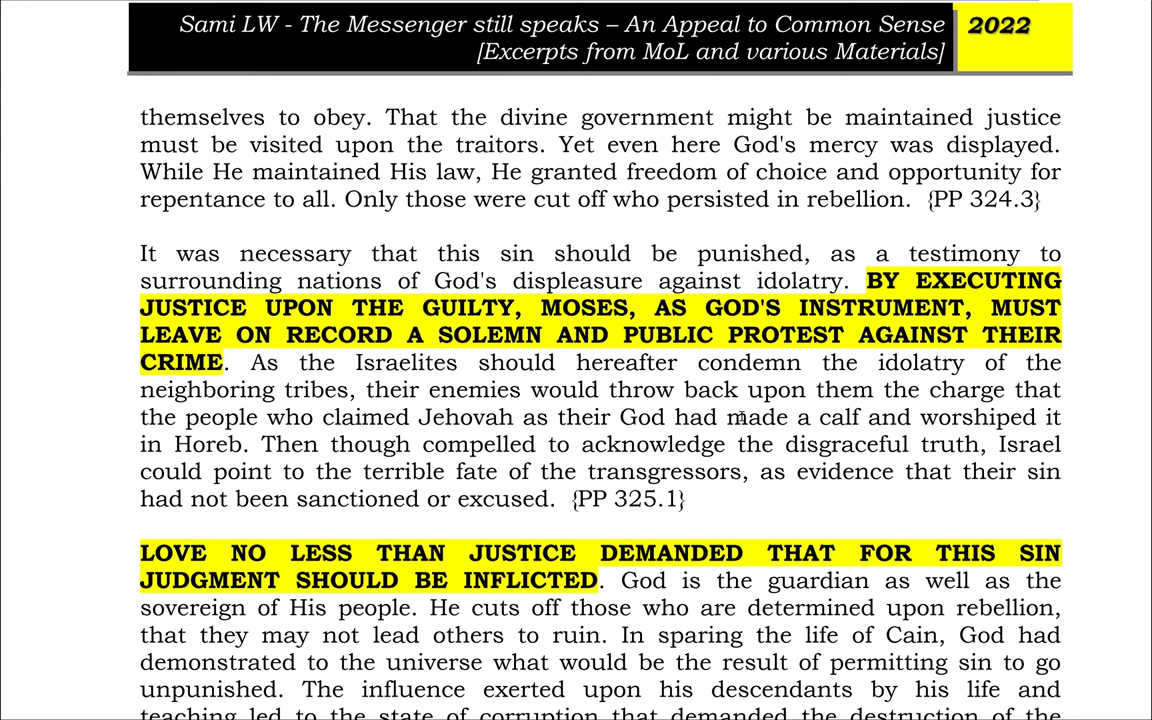 Sami LW - The Messenger still speaks – An Appeal to Common Sense 2022
[Excerpts from MoL and various Materials]
themselves to obey. That the divine government might be maintained justice
must be visited upon the traitors. Yet even here God's mercy was displayed.
While He maintained His law, He granted freedom of choice and opportunity for
repentance to all. Only those were cut off who persisted in rebellion. {PP 324.3}
It was necessary that this sin should be punished, as a testimony to
surrounding nations of God's displeasure against idolatry. BY EXECUTING
JUSTICE UPON THE GUILTY, MOSES, AS GOD'S INSTRUMENT, MUST
LEAVE ON RECORD A SOLEMN AND PUBLIC PROTEST AGAINST THEIR
CRIME. As the Israelites should hereafter condemn the idolatry of the
neighboring tribes, their enemies would throw back upon them the charge that
the people who claimed Jehovah as their God had made a calf and worshiped it
in Horeb. Then though compelled to acknowledge the disgraceful truth, Israel
could point to the terrible fate of the transgressors, as evidence that their sin
had not been sanctioned or excused. {PP 325.1}
LOVE NO LESS THAN JUSTICE DEMANDED THAT FOR THIS SIN
JUDGMENT SHOULD BE INFLICTED. God is the guardian as well as the
sovereign of His people. He cuts off those who are determined upon rebellion,
that they may not lead others to ruin. In sparing the life of Cain, God had
demonstrated to the universe what would be the result of permitting sin to go
unpunished. The influence exerted upon his descendants by his life and
teaching led to the state of corruption that demanded the destruction of the